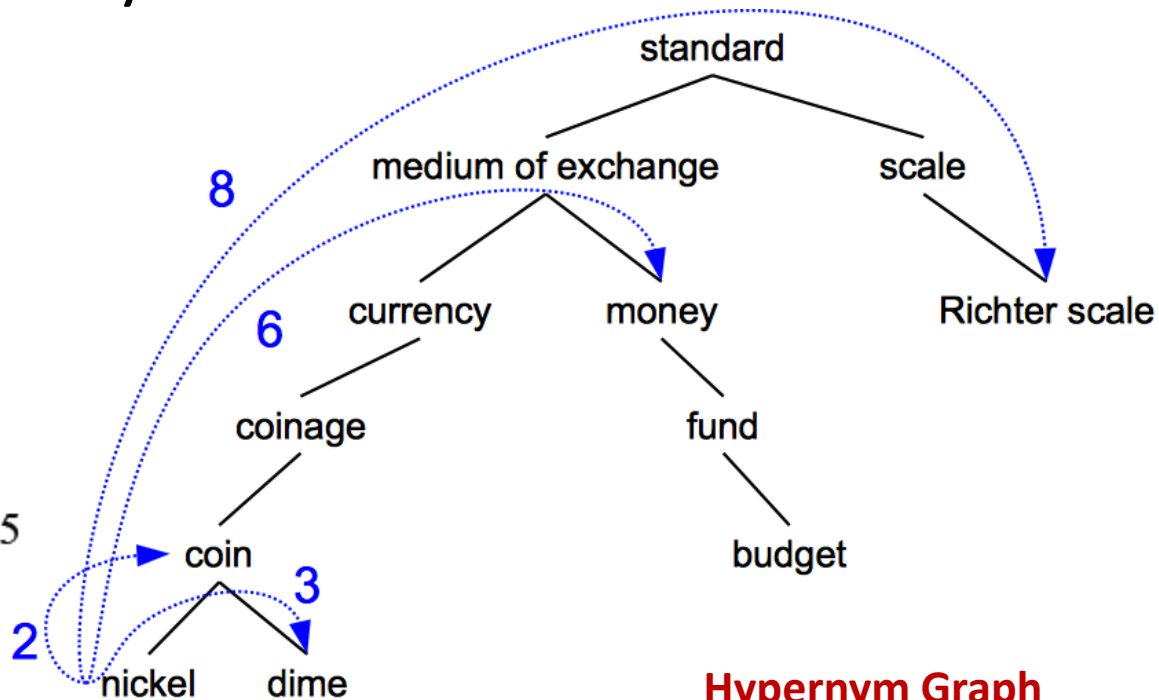 standard
medium of exchange
scale
8
6
currency
money
Richter scale
coinage
fund
5
coin
budget
3
2
nickel
dime
Hypernym Graph